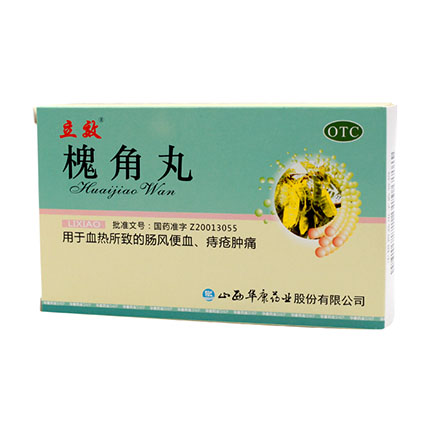 立效®
OTC
槐角丸
Huaijiao Wan
LIXIAO 批准文号：国药准字 Z20013055
用于血热所致的肠风便血、痔疮肿痛
山西华康药业股份有限公司